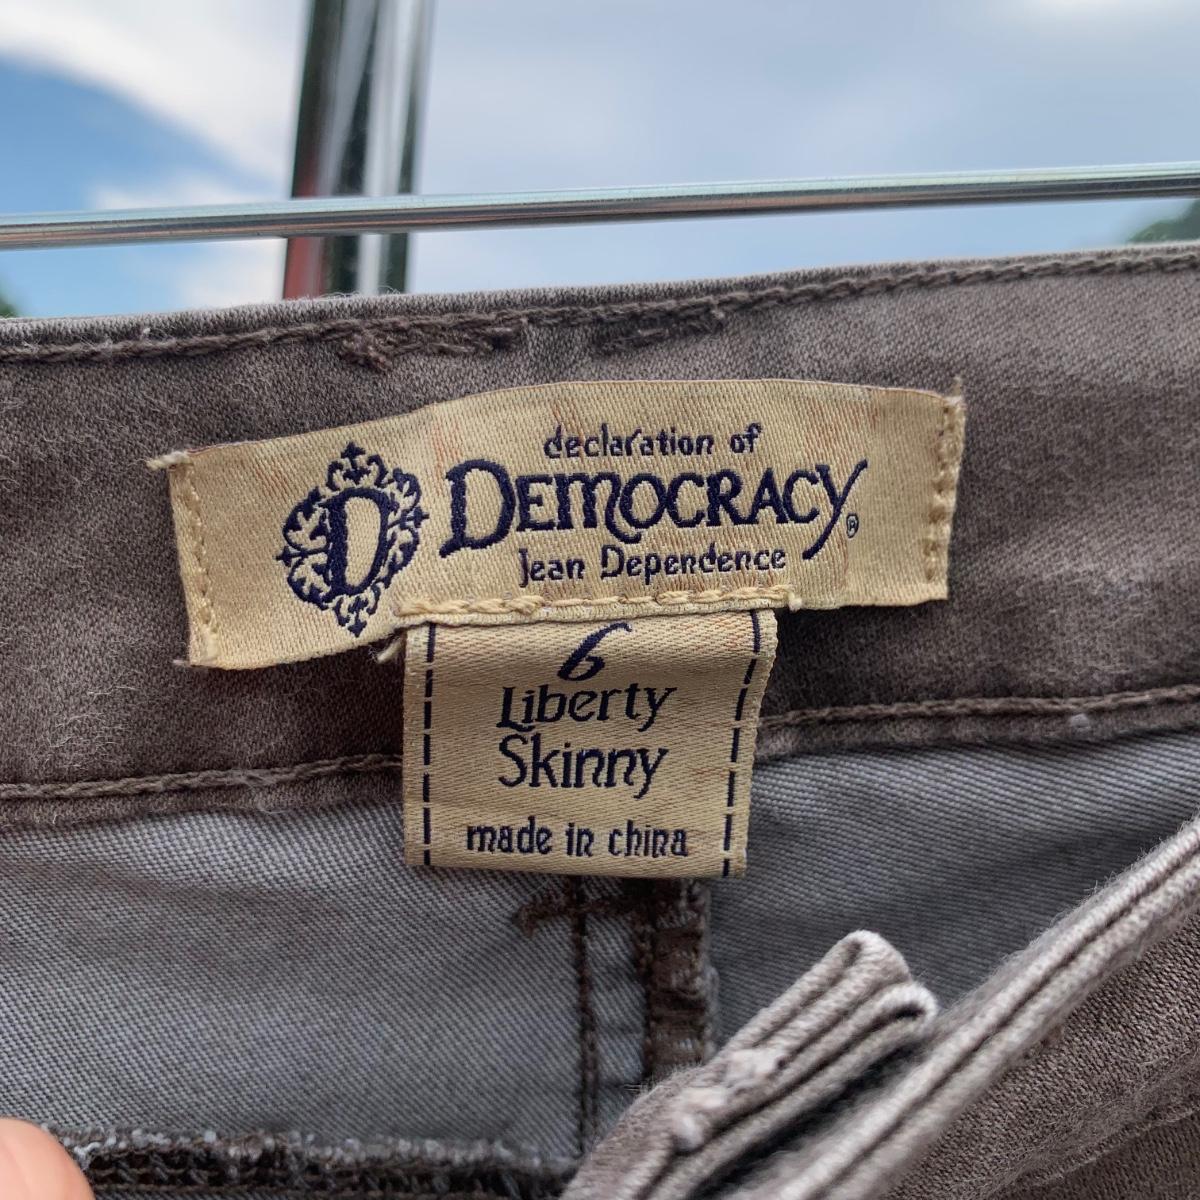 declaration of
D
DEMOCRACY®
Jean Dependence
6
Liberty
Skinny
made in china